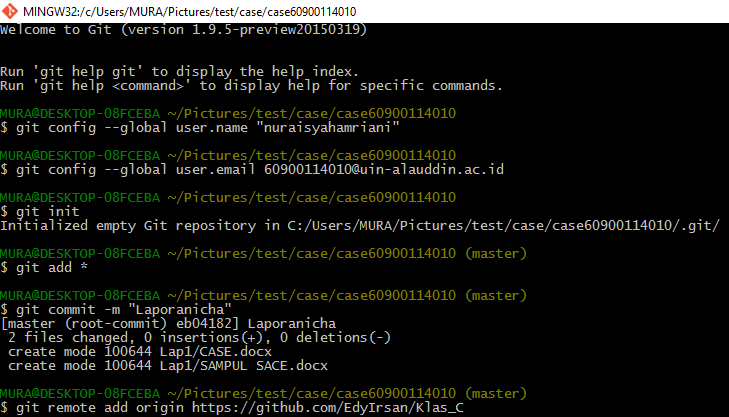 MINGW32:/c/Users/MURA/Pictures/test/case/case60900114010
Welcome to Git (version 1.9.5-preview20150319)
Run 'git help git' to display the help index.
Run 'git help <command>' to display help for specific commands.
MURA@DESKTOP-08FCEBA ~/Pictures/test/case/case60900114010
$ git config --global user.name "nuraisyahamriani"
MURA@DESKTOP-08FCEBA ~/Pictures/test/case/case60900114010
$ git config --global user.email 60900114010@uin-alauddin.ac.id
MURA@DESKTOP-08FCEBA ~/Pictures/test/case/case60900114010
$ git init
Initialized empty Git repository in C:/Users/MURA/Pictures/test/case/case60900114010/.git/
MURA@DESKTOP-08FCEBA ~/Pictures/test/case/case60900114010 (master)
$ git add *
MURA@DESKTOP-08FCEBA ~/Pictures/test/case/case60900114010 (master)
$ git commit -m "Laporanicha"
[master (root-commit) eb04182] Laporanicha
 2 files changed, 0 insertions(+), 0 deletions(-)
 create mode 100644 Lap1/CASE.docx
 create mode 100644 Lap1/SAMPUL SACE.docx
MURA@DESKTOP-08FCEBA ~/Pictures/test/case/case60900114010 (master)
$ git remote add origin https://github.com/EdyIrsan/Klas_C